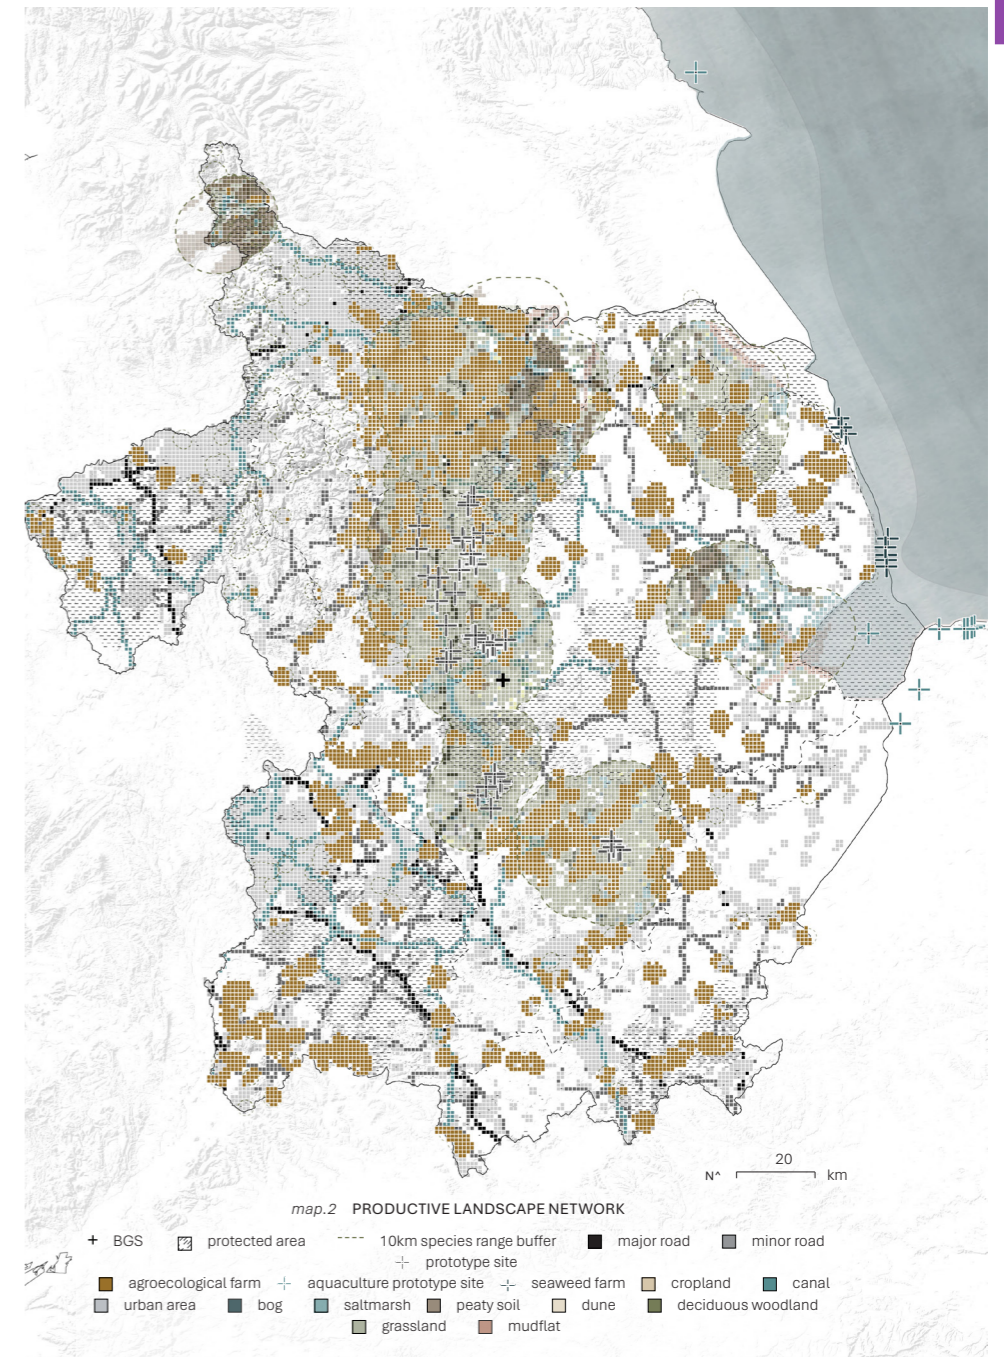 20
N^ km
map.2 PRODUCTIVE LANDSCAPE NETWORK
BGS protected area 10km species range buffer major road minor road
prototype site
agroecological farm aquaculture prototype site seaweed farm cropland canal
urban area bog saltmarsh peaty soil dune deciduous woodland
grassland mudflat